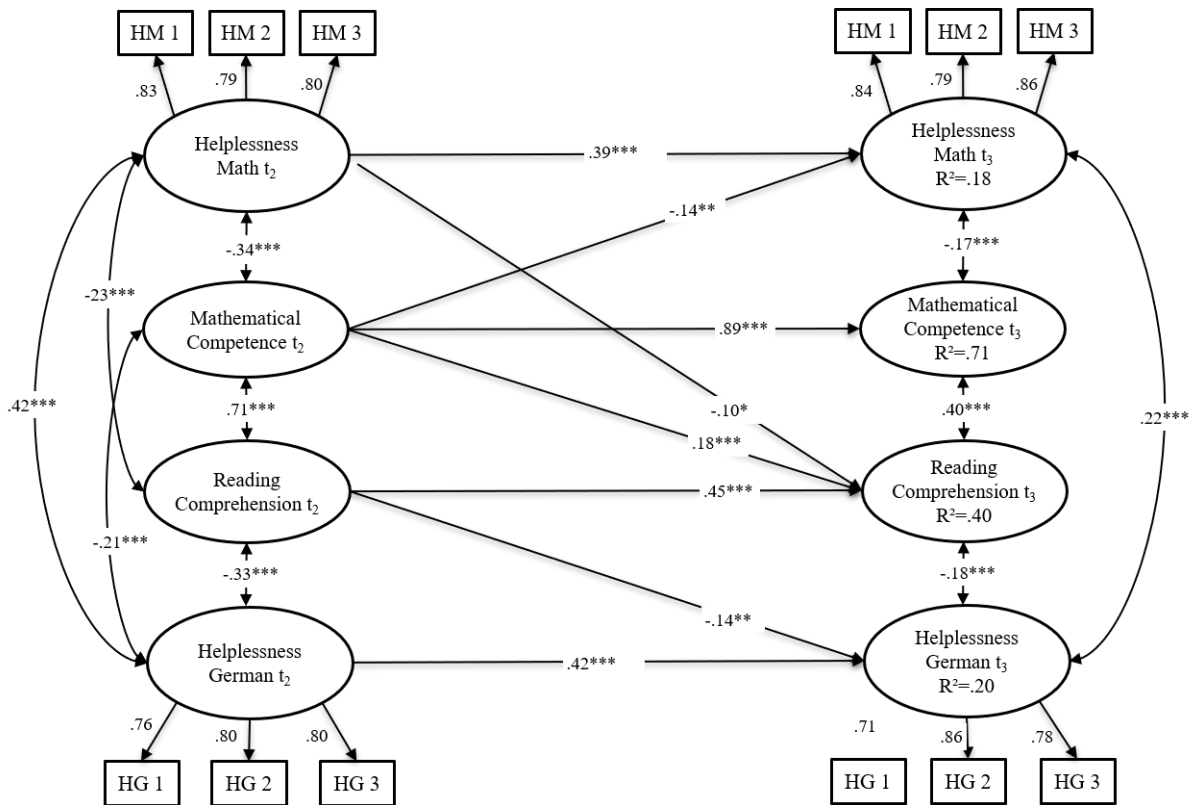 HM 1
HM 2
HM 3
HM 1
HM 2
HM 3
.83
.79
.80
.84
.79
.86
Helplessness
Math t₂
.39***
Helplessness
Math t₃
R²=.18
-.14**
-.34***
-.17***
-23***
Mathematical
Competence t₂
.89***
Mathematical
Competence t₃
R²=.71
.42***
.71***
-.10*
.18***
.40***
.22***
Reading
Comprehension t₂
.45***
Reading
Comprehension t₃
R²=.40
-.21***
-.33***
-.18***
-.14**
Helplessness
German t₂
.42***
Helplessness
German t₃
R²=.20
.76
.80
.80
.71
.86
.78
HG 1
HG 2
HG 3
HG 1
HG 2
HG 3